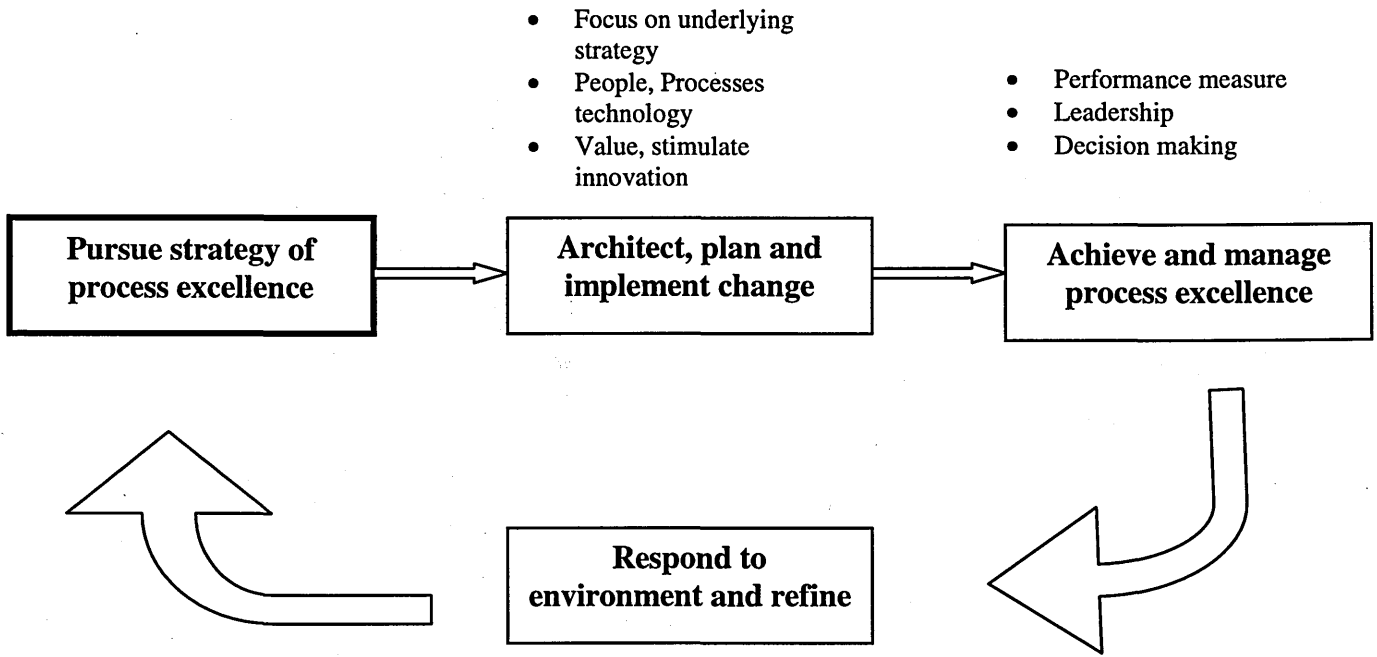 • Focus on underlying
strategy
• People, Processes
technology
• Value, stimulate
innovation
• Performance measure
• Leadership
• Decision making
Pursue strategy of
process excellence
Architect, plan and
implement change
Achieve and manage
process excellence
Respond to
environment and refine